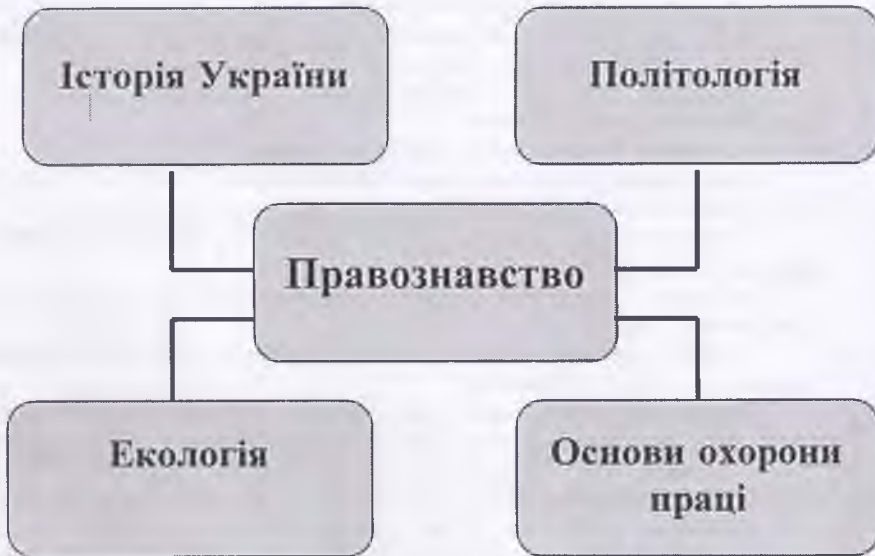 Історія України
Політологія
Правознавство
Екологія
Основи охорони
праці